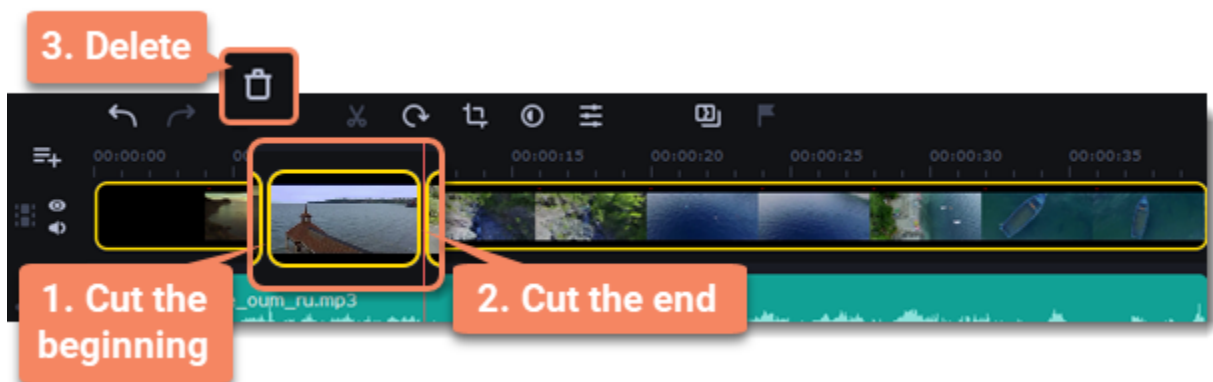 3. Delete
00:00:00
00:00:15
00:00:20
00:00:25
00:00:30
00:00:35
1. Cut the
beginning
_oum_ru.mp3
2. Cut the end